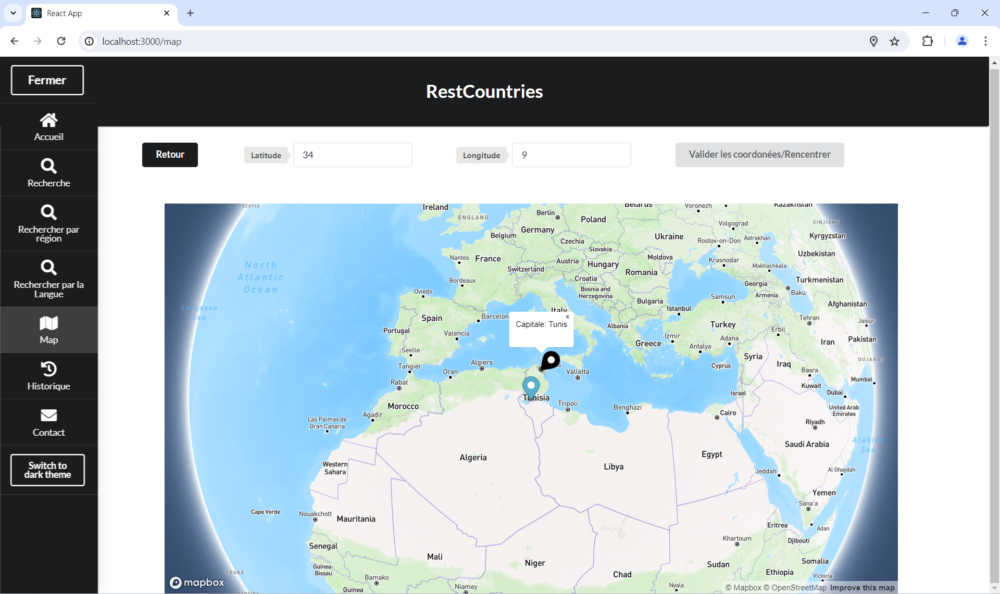 React App
localhost:3000/map
Fermer
RestCountries
Accueil
Recherche
Rechercher par
région
Rechercher par la
Langue
Map
Historique
Contact
Switch to
dark theme
Retour
Latitude
34
Longitude
9
Valider les coordonées/Rencentrer
SCOTIA
Ireland
ENGLAND
Berlin
Poland
Belarus
Voronezh
Kazakhstan
Germany
Belgium
Czechia
Slovakia
Ukraine
Volgograd
XINJIANG
Rostov-on-Don
Astrakhan
Kyrgyzstan
Nantes
France
Austria
Switzerland
Hungary
Moldova
Romania
Krasnodar
Makhachkala
Uzbekistan
North
Atlantic
Ocean
Bordeaux
Croatia
Bosnia and
Herzegovina
Georgia
Armenia
Baku
Turkmenistan
Oviedo
Bulgaria
Samsun
Afghanistan
Sargasso
Sea
Spain
Barcelon
Italy
Istanbul
Tehran
Jaipur
Capitale: Tunis
Portugal
Valencia
Albania
Turkey
Erbil
Greece
Izmir
Adana
Antalya
Iran
Pakistan
Seville
Syria
Iraq
GUJARAT
Tangier
Algiers
Oran
Valletta
Cyprus
Basra
Mumbai
Rabat
Kuwait
Israel
Dubai
Tunisia
Tripoli
Morocco
Benghazi
Cairo
United Arab
Emirates
Agadir
Las Palmas de
Gran Canaria
Riyadh
Saudi Arabia
Arabian
Sea
Algeria
Libya
Egypt
Western
Sahara
Jeddah
Al Ghaydah
Yemen
Sana'a
Cape Verde
Nouakchott
Mauritania
Eritrea
Adan
Khartoum
Djibouti
Senegal
Mali
Niger
Sudan
Somalia
Guinea-
Bissau
CEARÁ
Bamako
Chad
Ethiopia
Victoria
mapbox
Guinea
Niamey
Nyala
PARAÍBA
© Mapbox © OpenStreetMap Improve this map